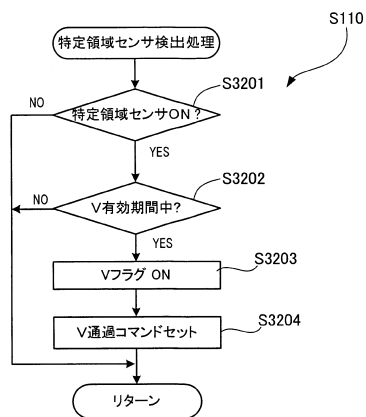 特定領域センサ検出処理
S110
S3201
特定領域センサON?
NO
YES
S3202
V有効期間中?
NO
YES
S3203
Vフラグ ON
S3204
V通過コマンドセット
リターン